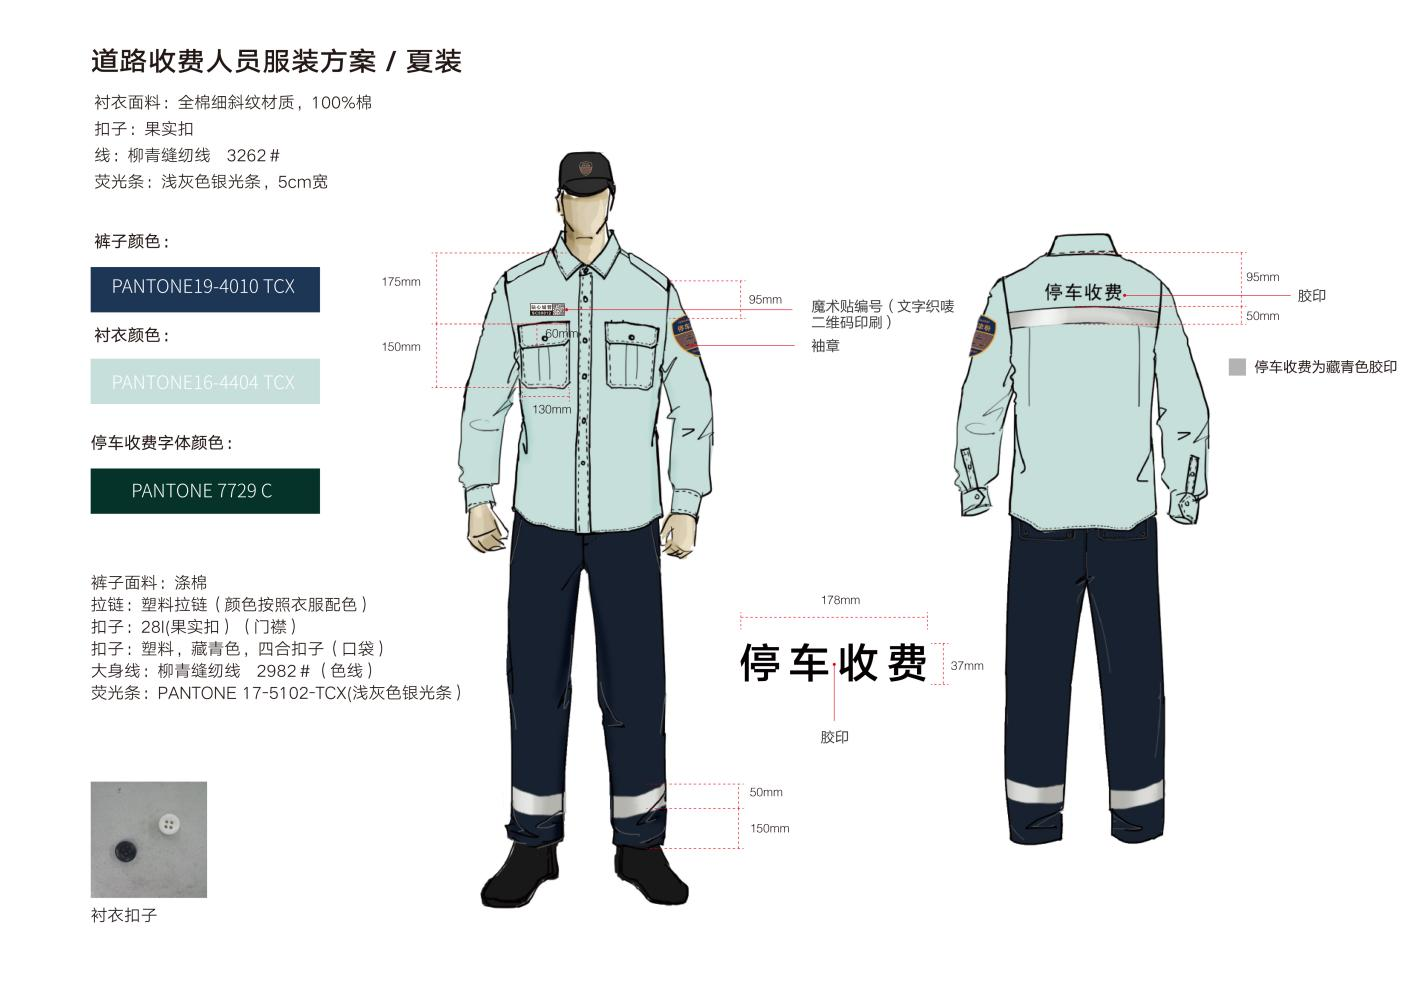 道路收费人员服装方案 / 夏装
衬衣面料：全棉细斜纹材质，100%棉
扣子：果实扣
线：柳青缝纫线 3262＃
荧光条：浅灰色银光条，5cm宽
裤子颜色：
PANTONE19-4010 TCX
衬衣颜色：
PANTONE16-4404 TCX
停车收费字体颜色：
PANTONE 7729 C
裤子面料：涤棉
拉链：塑料拉链（颜色按照衣服配色）
扣子：28l(果实扣）（门襟）
扣子：塑料，藏青色，四合扣子（口袋）
大身线：柳青缝纫线 2982＃（色线）
荧光条：PANTONE 17-5102-TCX(浅灰色银光条）
衬衣扣子
175mm
150mm
60mm
130mm
95mm
魔术贴编号（文字织唛
二维码印刷）
袖章
停车收费
95mm
胶印
50mm
停车收费为藏青色胶印
178mm
停车收费
37mm
胶印
50mm
150mm